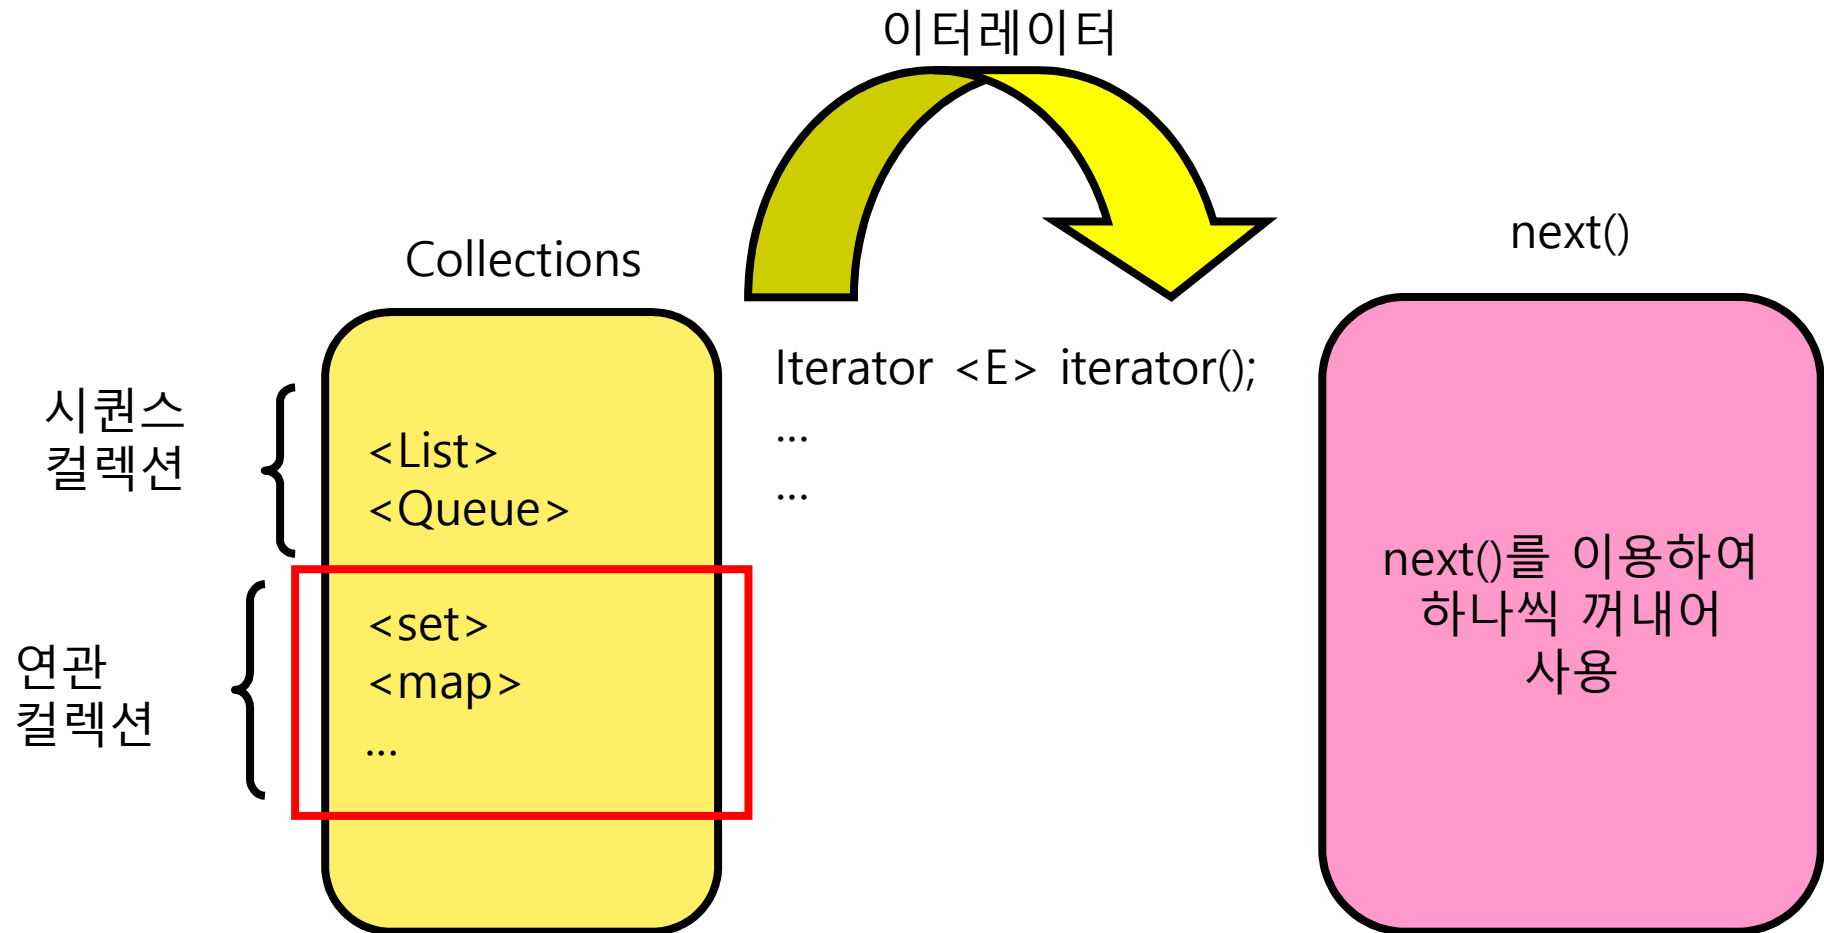 이터레이터
Collections
next()
Iterator <E> iterator();
...
...
시퀀스
컬렉션
<List>
<Queue>
연관
컬렉션
<set>
<map>
...
next()를 이용하여
하나씩 꺼내어
사용